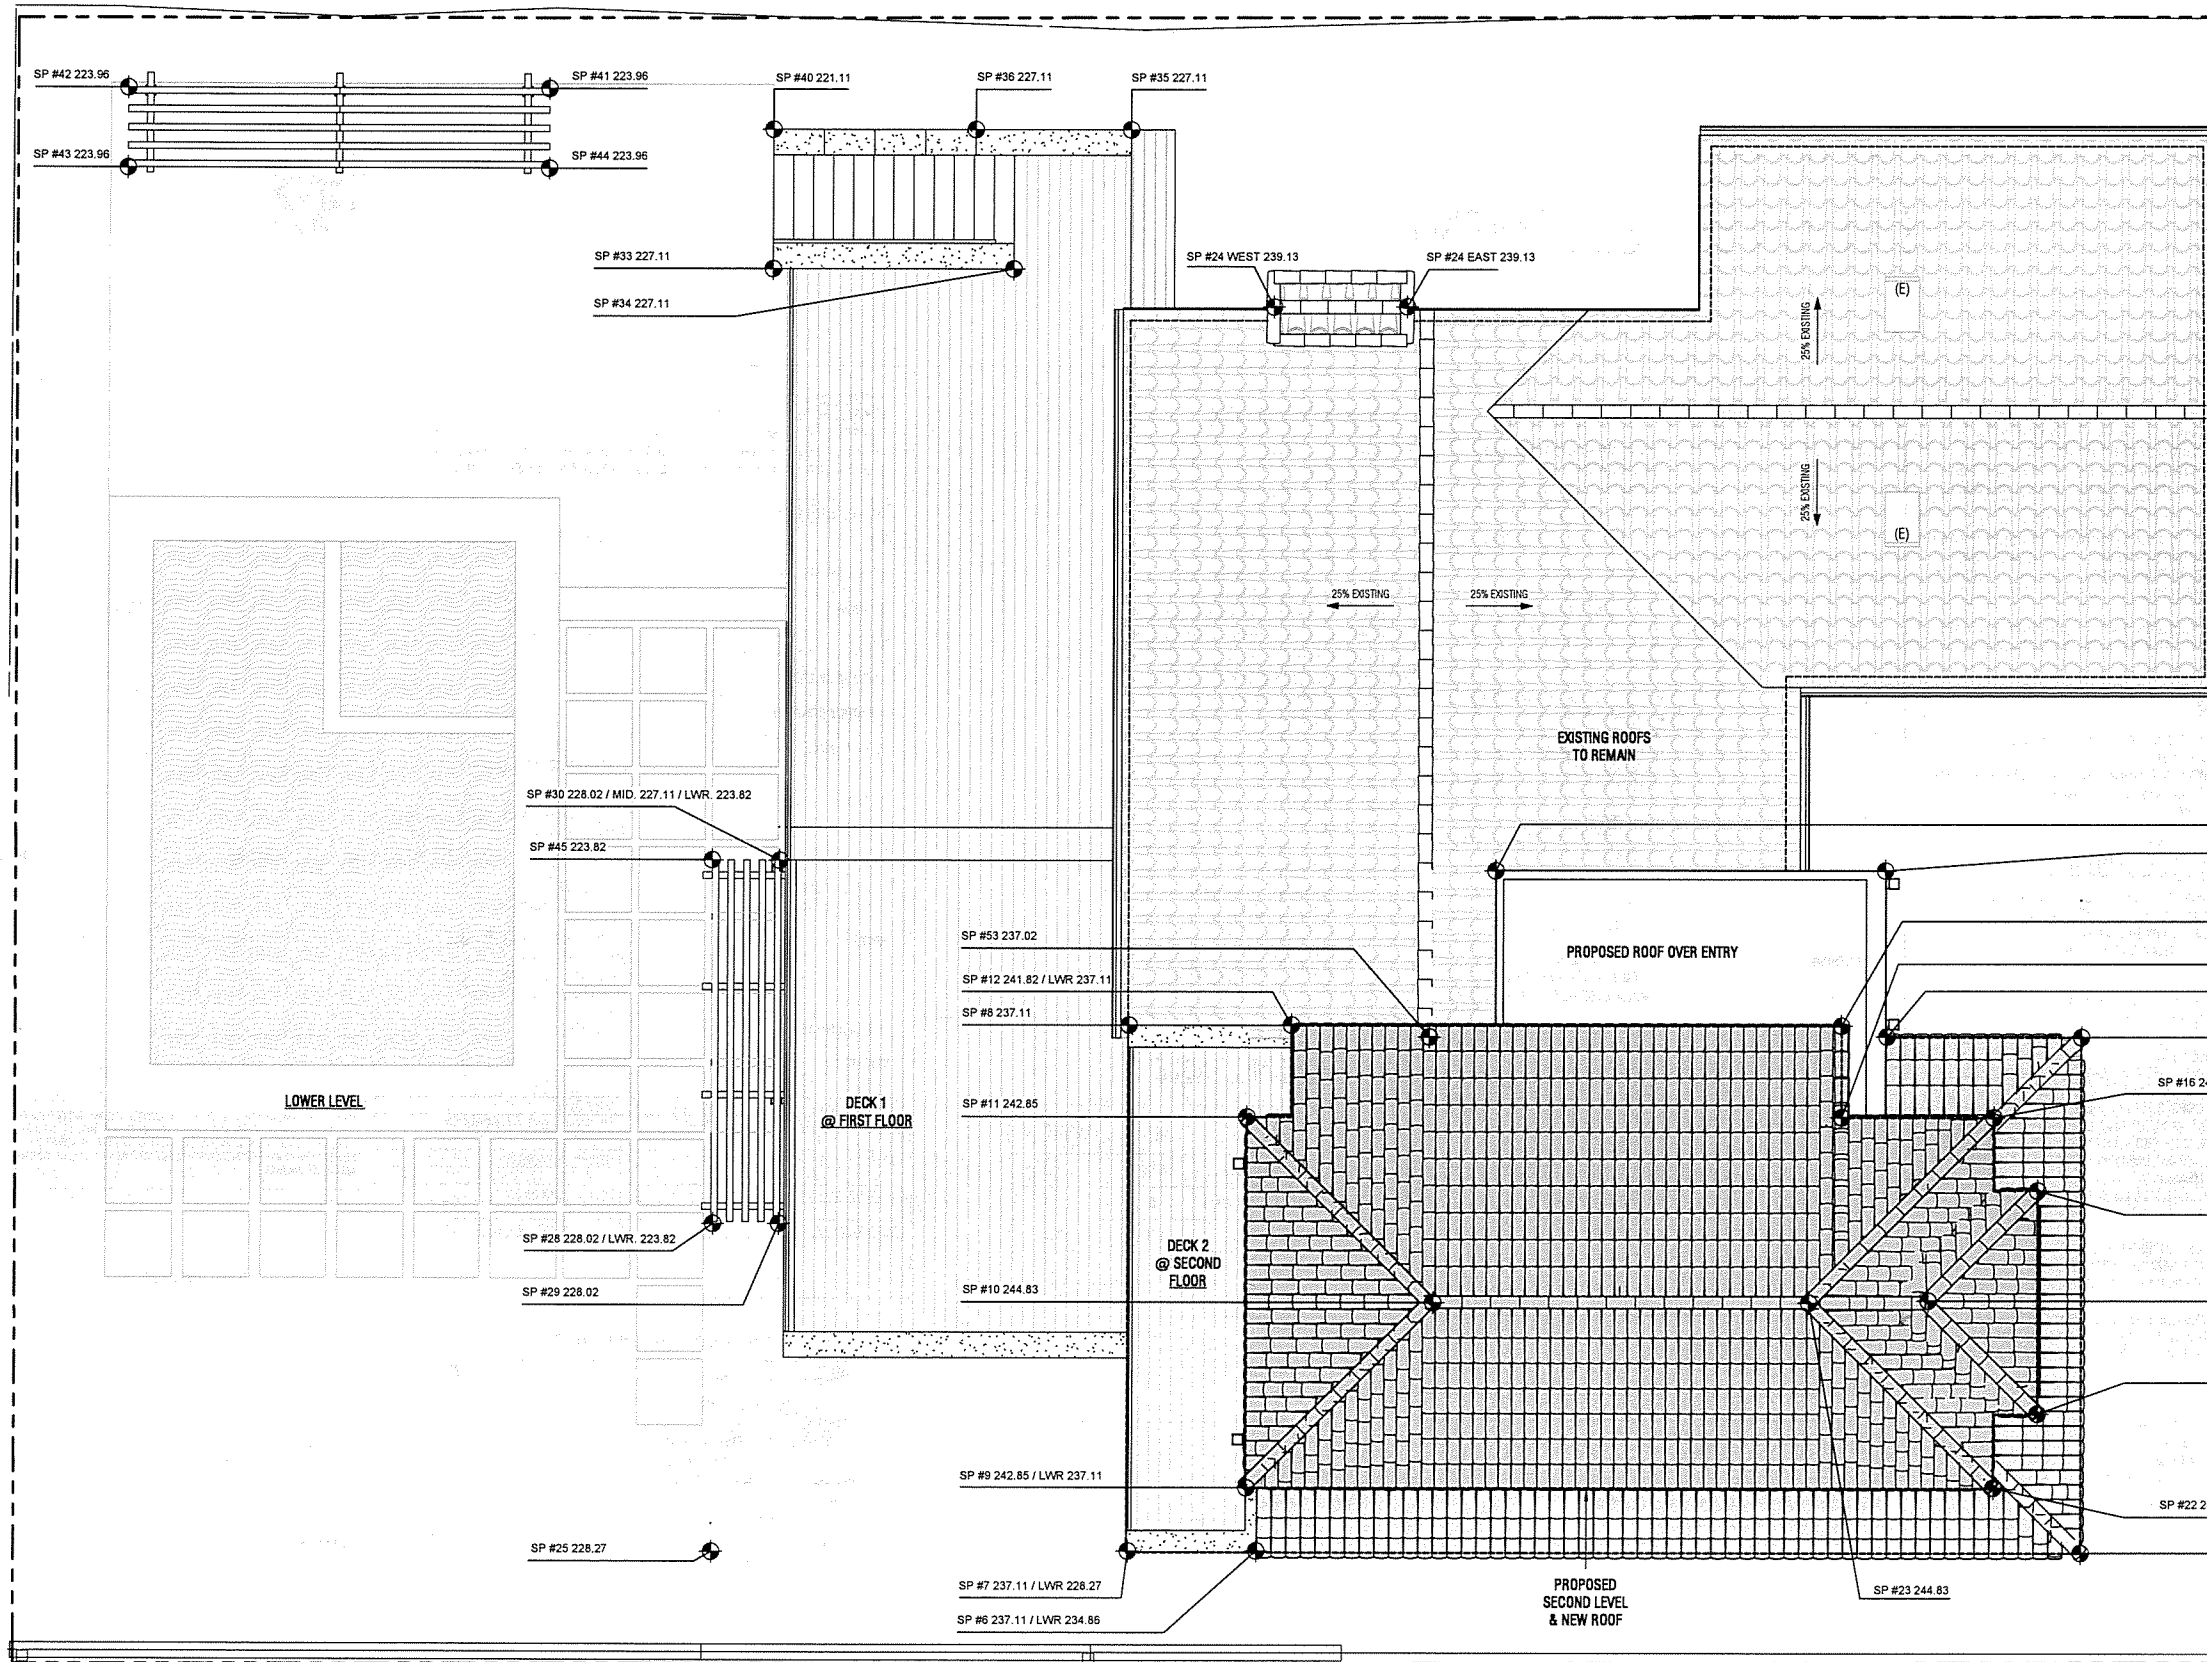 SP #42 223.96
SP #41 223.96
SP #40 221.11
SP #36 227.11
SP #35 227.11
SP #43 223.96
SP #44 223.96
SP #33 227.11
SP #24 WEST 239.13
SP #24 EAST 239.13
SP #34 227.11
(E)
25% EXISTING
25% EXISTING
(E)
25% EXISTING
25% EXISTING
EXISTING ROOFS
TO REMAIN
SP #30 228.02 / MID. 227.11 / LWR. 223.82
SP #45 223.82
SP #53 237.02
PROPOSED ROOF OVER ENTRY
SP #12 241.82 / LWR 237.11
SP #8 237.11
SP #16 24
LOWER LEVEL
DECK 1
@ FIRST FLOOR
SP #11 242.85
SP #28 228.02 / LWR. 223.82
DECK 2
@ SECOND
FLOOR
SP #29 228.02
SP #10 244.83
SP #9 242.85 / LWR 237.11
SP #22 2
SP #25 228.27
SP #7 237.11 / LWR 228.27
PROPOSED
SECOND LEVEL
& NEW ROOF
SP #23 244.83
SP #6 237.11 / LWR 234.86